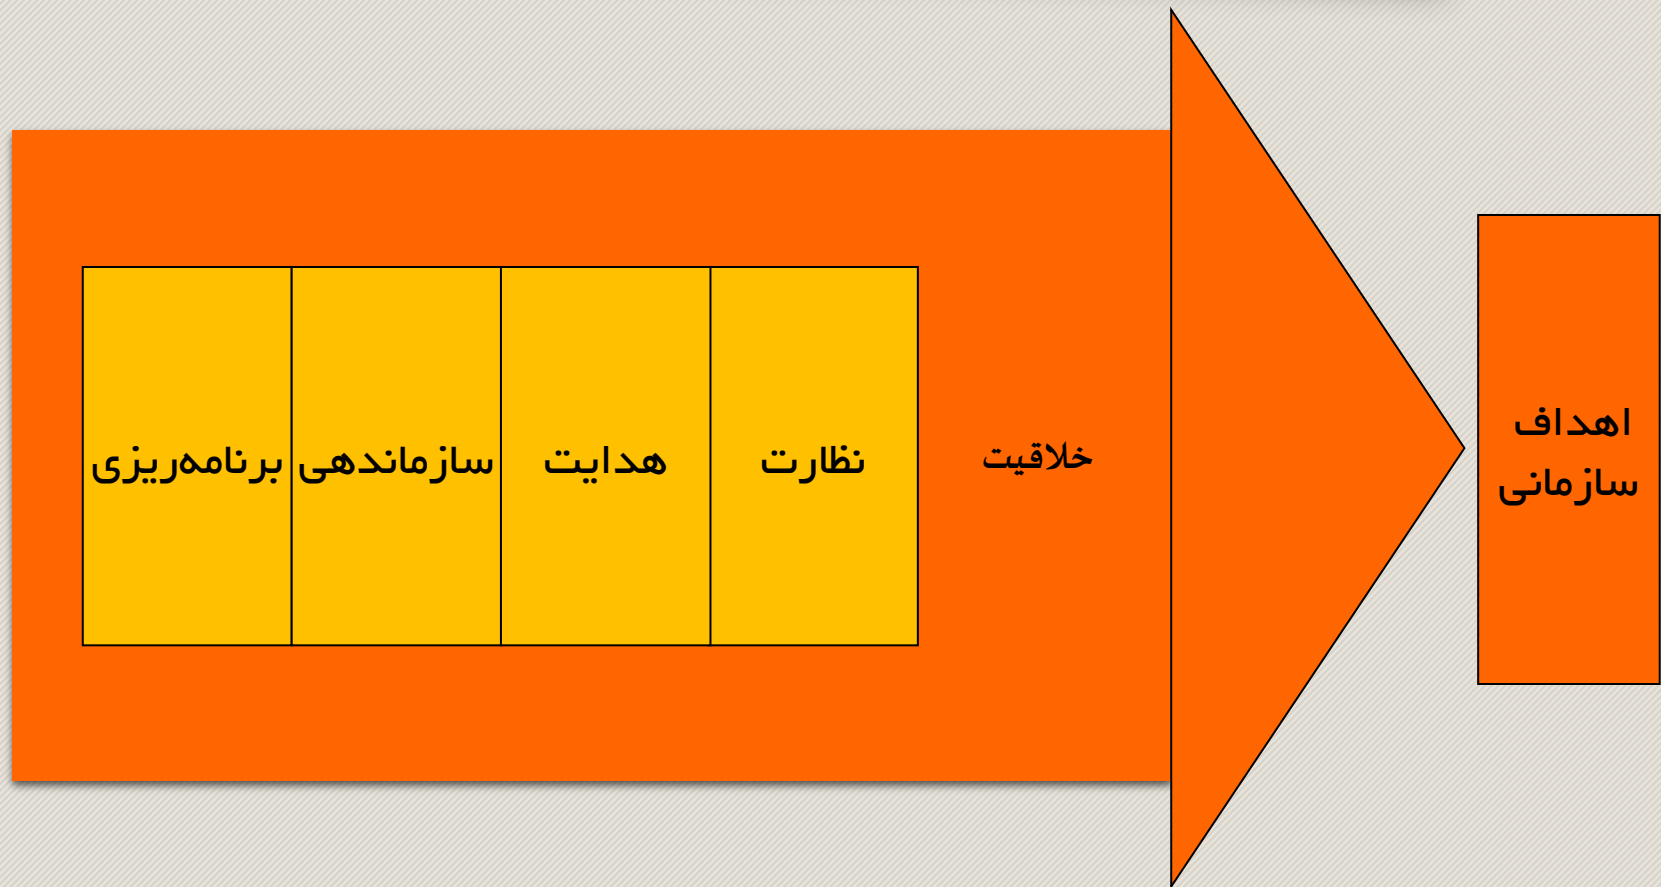 برنامه‌ریزی
سازماندهی
هدایت
نظارت
خلاقیت
اهداف
سازمانی